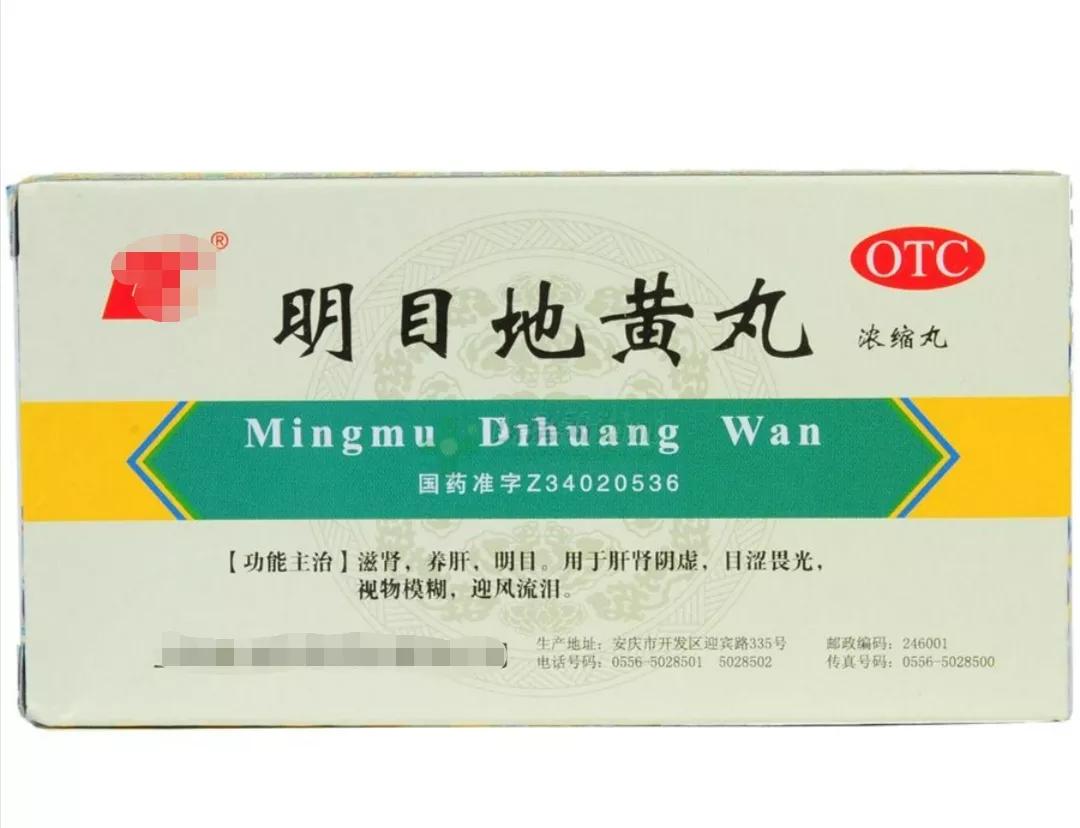 ®
OTC
明目地黄丸
浓缩丸
Mingmu Dihuang Wan
国药准字Z34020536
【功能主治】滋肾，养肝，明目。用于肝肾阴虚，目涩畏光，
视物模糊，迎风流泪。
生产地址：安庆市开发区迎宾路335号 邮政编码：246001
电话号码：0556-5028501 5028502 传真号码：0556-5028500